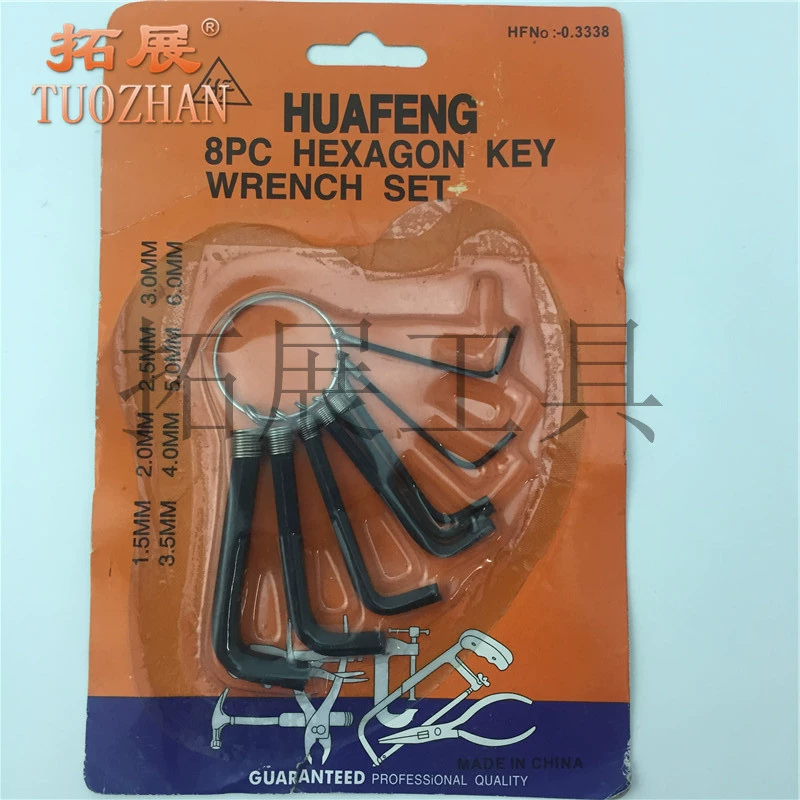 拓展®
TUOZHAN
HF
HFNo :-0.3338
HUAFENG
8PC HEXAGON KEY
WRENCH SET
1.5MM 2.0MM 2.5MM 3.0MM
3.5MM 4.0MM 5.0MM 6.0MM
拓展工具
MADE IN CHINA
GUARANTEED PROFESSIONAL QUALITY